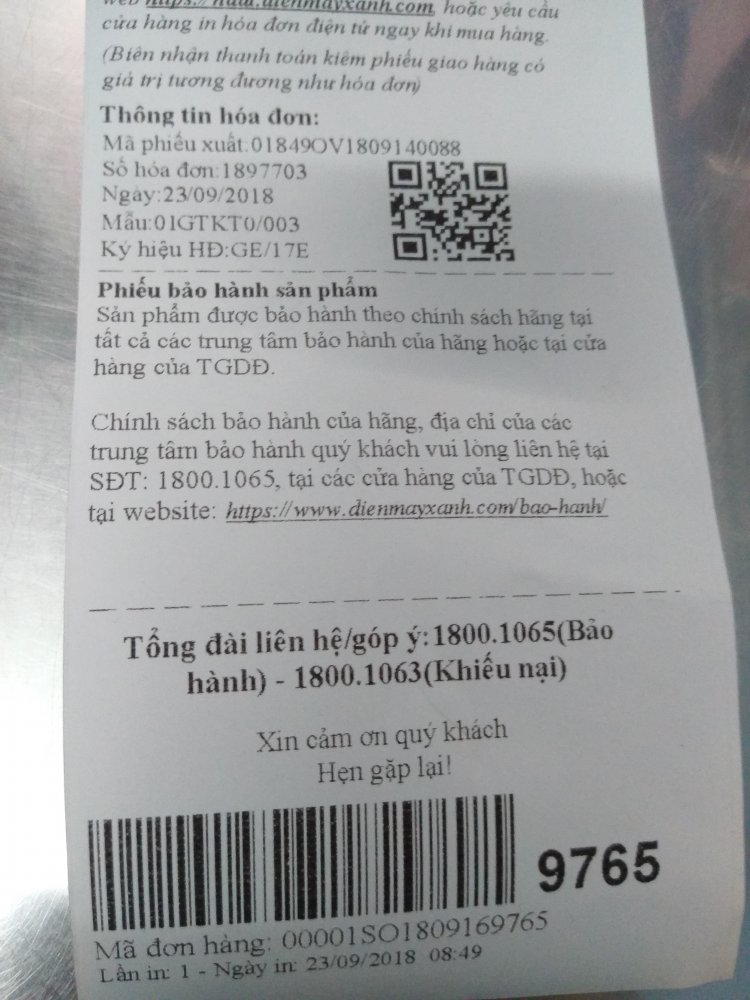 web https://hddt.dienmayxanh.com, hoặc yêu cầu
cửa hàng in hóa đơn điện tử ngay khi mua hàng.
(Biên nhận thanh toán kiêm phiếu giao hàng có
giá trị tương đương như hóa đơn)
Thông tin hóa đơn:
Mã phiếu xuất:01849OV1809140088
Số hóa đơn:1897703
Ngày:23/09/2018
Mẫu:01GTKT0/003
Ký hiệu HĐ:GE/17E
Phiếu bảo hành sản phẩm
Sản phẩm được bảo hành theo chính sách hãng tại
tất cả các trung tâm bảo hành của hãng hoặc tại cửa
hàng của TGDĐ.
Chính sách bảo hành của hãng, địa chỉ của các
trung tâm bảo hành quý khách vui lòng liên hệ tại
SĐT: 1800.1065, tại các cửa hàng của TGDĐ, hoặc
tại website: https://www.dienmayxanh.com/bao-hanh/
Tổng đài liên hệ/góp ý:1800.1065(Bảo
hành) - 1800.1063(Khiếu nại)
Xin cảm ơn quý khách
Hẹn gặp lại!
9765
Mã đơn hàng: 00001SO1809169765
Lần in: 1 - Ngày in: 23/09/2018 08:49